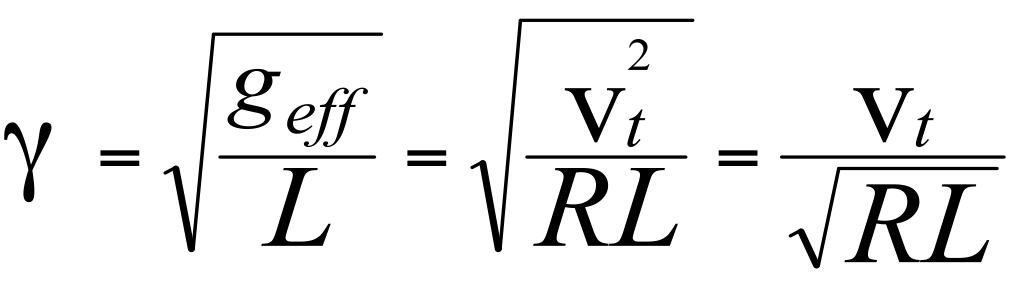 γ = √(g_eff / L) = √(v_t² / RL) = v_t / √(RL)